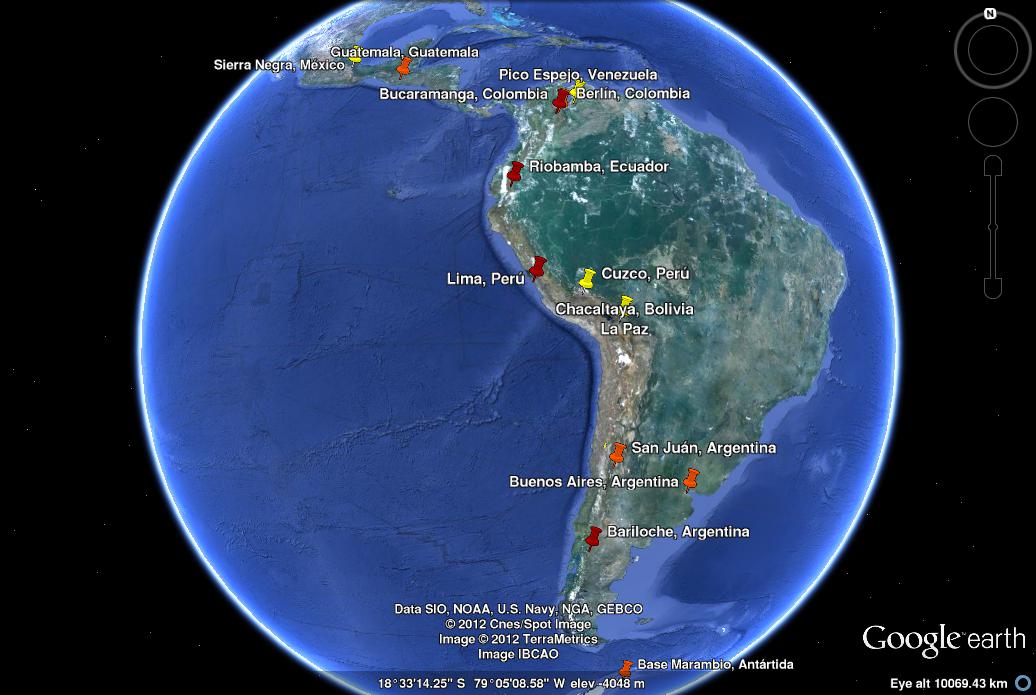 N
Guatemala, Guatemala
Sierra Negra, México
Pico Espejo, Venezuela
Bucaramanga, Colombia
Berlín, Colombia
Riobamba, Ecuador
Cuzco, Perú
Lima, Perú
Chacaltaya, Bolivia
La Paz
San Juán, Argentina
Buenos Aires, Argentina
Bariloche, Argentina
Data SIO, NOAA, U.S. Navy, NGA, GEBCO
© 2012 Cnes/Spot Image
Image © 2012 TerraMetrics
Image IBCAO
Google earth
Base Marambio, Antártida
18°33'14.25" S 79°05'08.58" W elev -4048 m
Eye alt 10069.43 km